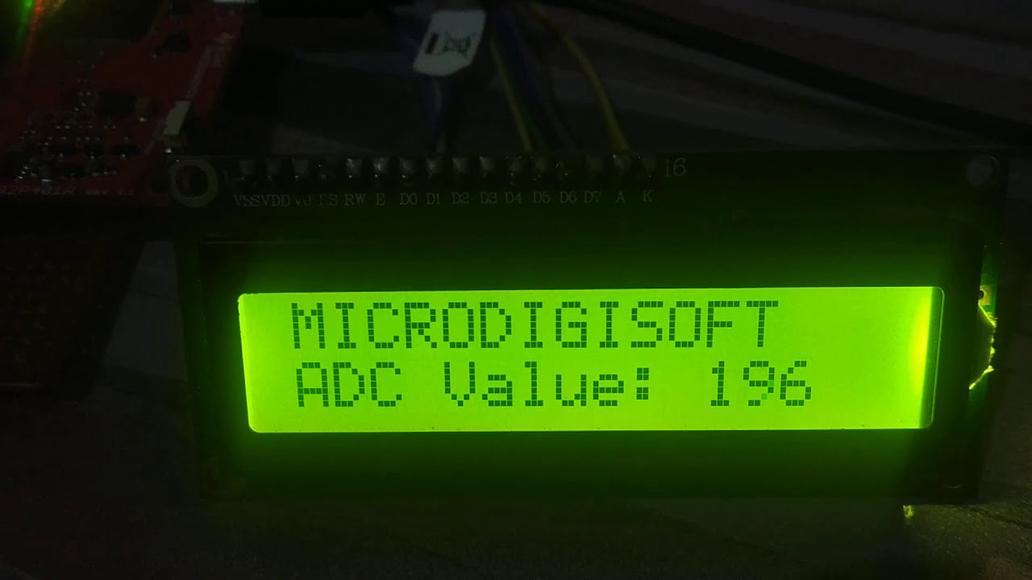 16
VSS VDD V0 RS RW E D0 D1 D2 D3 D4 D5 D6 D7 A K
MICRODIGISOFT
ADC Value: 196